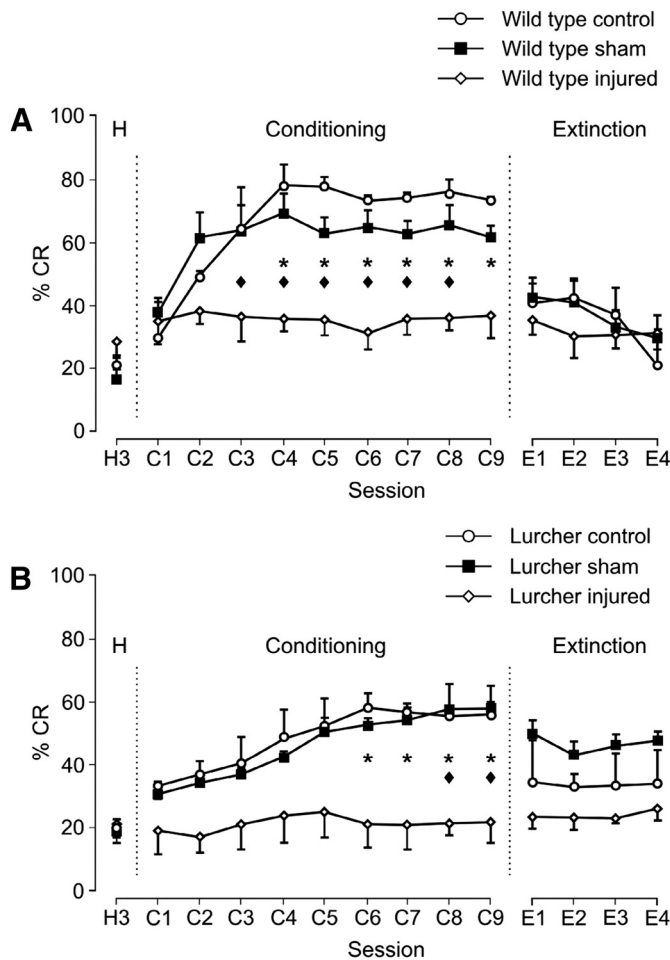 Wild type control
Wild type sham
Wild type injured
A
100
80
60
40
20
0
% CR
H
Conditioning
Extinction
* * * * * *
H3 C1 C2 C3 C4 C5 C6 C7 C8 C9 E1 E2 E3 E4
Session
Lurcher control
Lurcher sham
Lurcher injured
B
100
80
60
40
20
0
% CR
H
Conditioning
Extinction
* * * *
H3 C1 C2 C3 C4 C5 C6 C7 C8 C9 E1 E2 E3 E4
Session